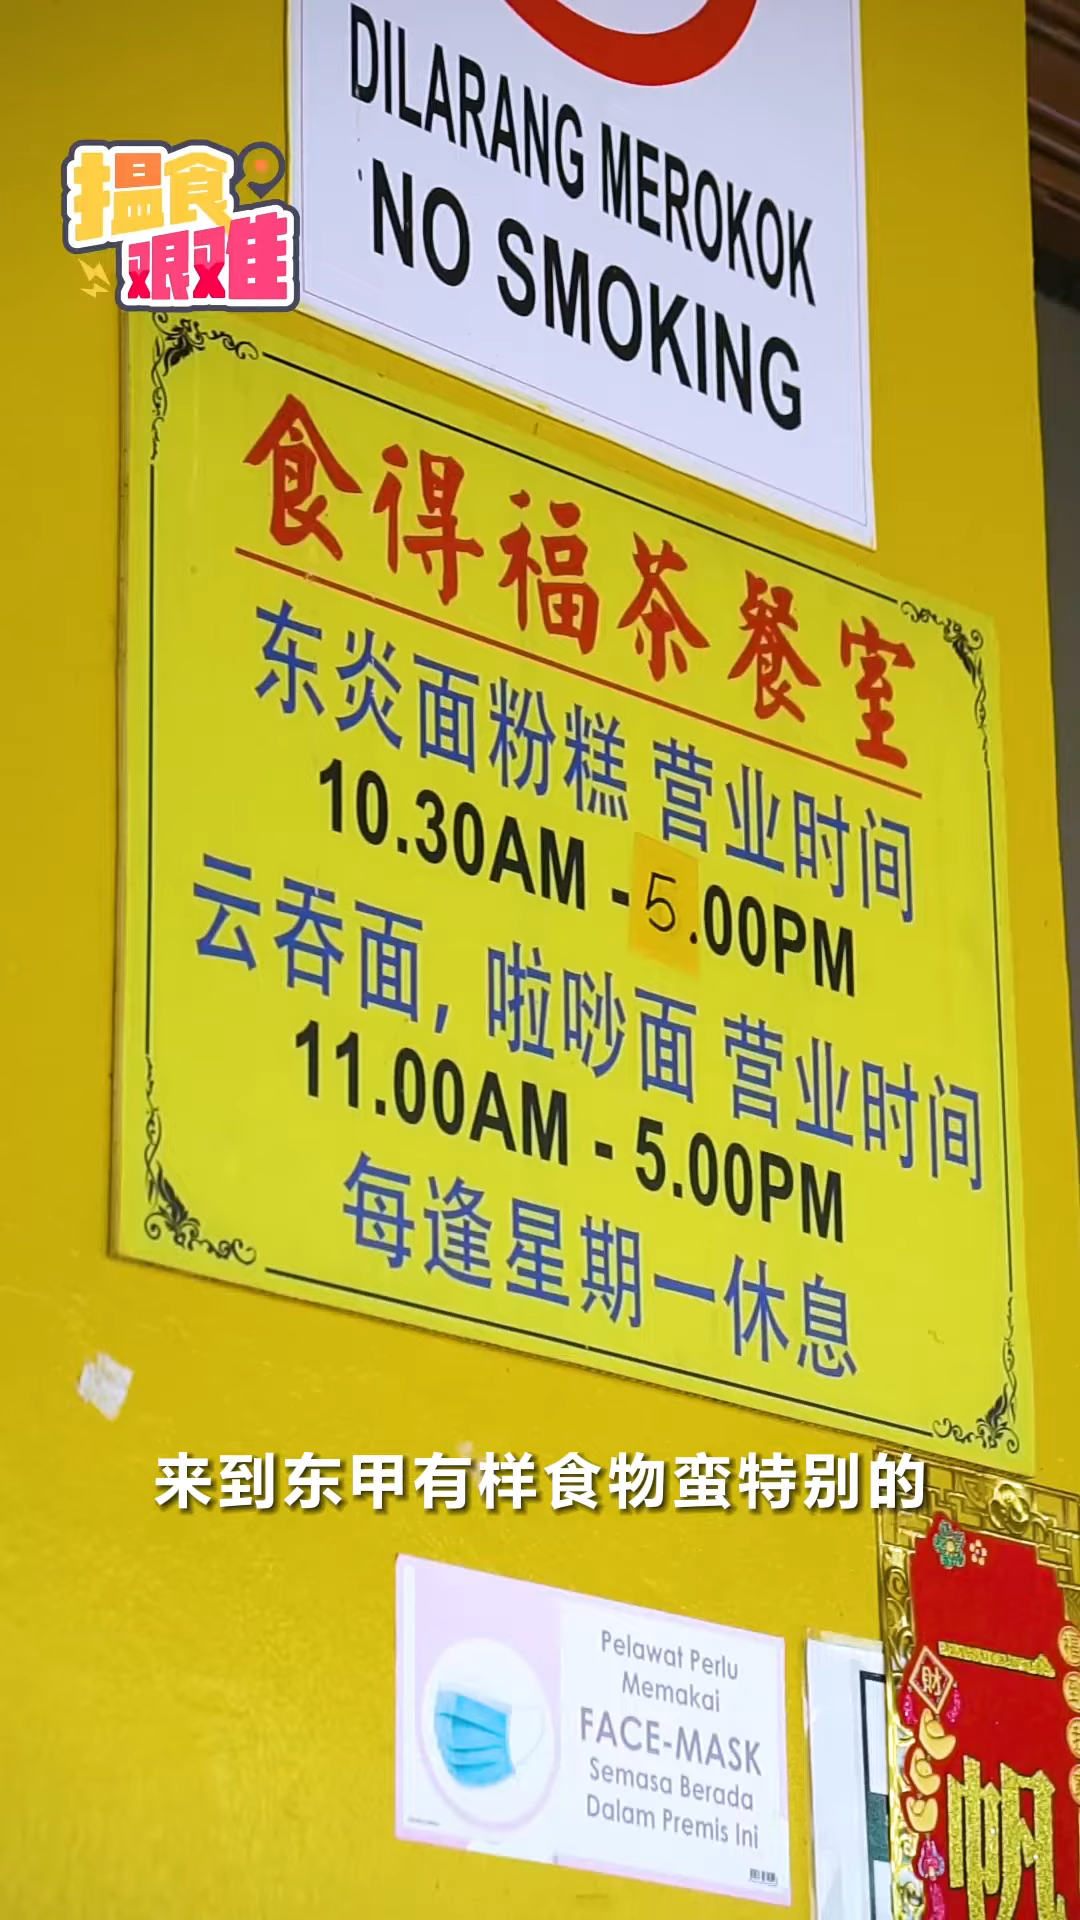 DILARANG MEROKOK
NO SMOKING
搵食
艰难
食得福茶餐室
东炎面粉糕 营业时间
10.30AM - 5.00PM
云吞面, 啦唦面 营业时间
11.00AM - 5.00PM
每逢星期一休息
来到东甲有样食物蛮特别的
Pelawat Perlu
Memakai
FACE-MASK
Semasa Berada
Dalam Premis Ini
财
一
帆